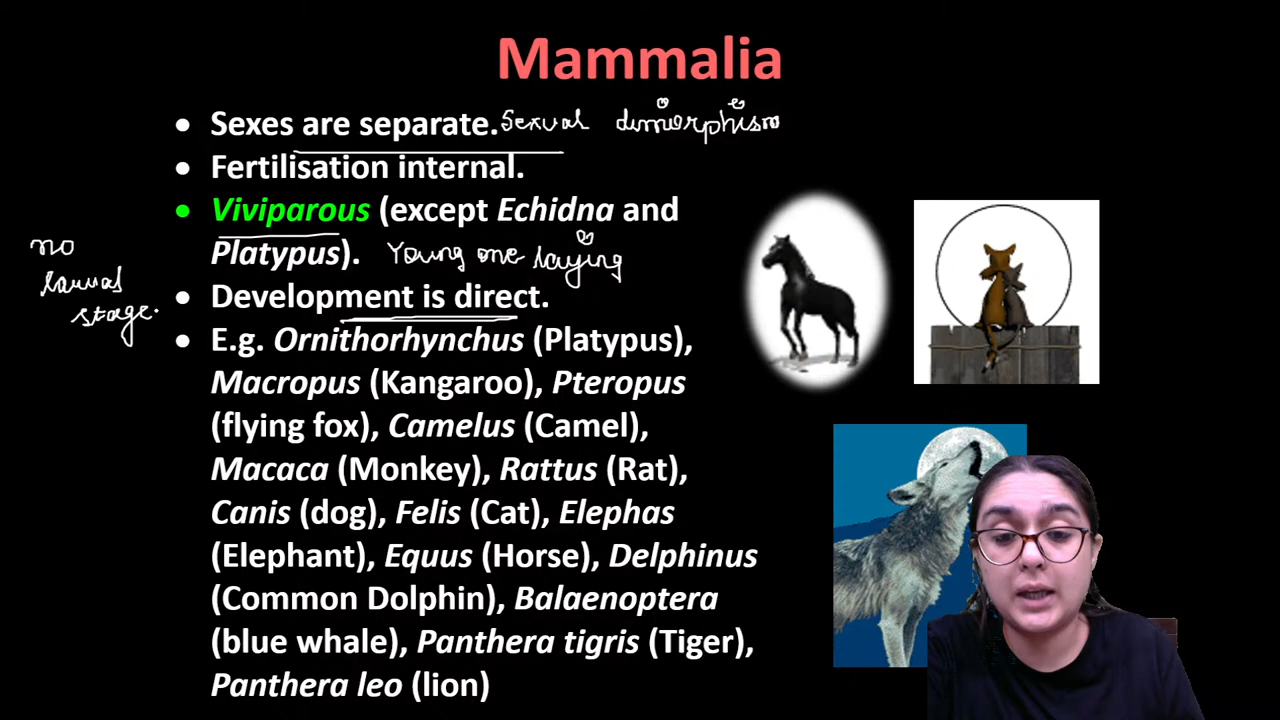 Mammalia
• Sexes are separate. Sexual dimorphism
• Fertilisation internal.
• Viviparous (except Echidna and
Platypus). Young one laying
no
larval
stage.
• Development is direct.
• E.g. Ornithorhynchus (Platypus),
Macropus (Kangaroo), Pteropus
(flying fox), Camelus (Camel),
Macaca (Monkey), Rattus (Rat),
Canis (dog), Felis (Cat), Elephas
(Elephant), Equus (Horse), Delphinus
(Common Dolphin), Balaenoptera
(blue whale), Panthera tigris (Tiger),
Panthera leo (lion)